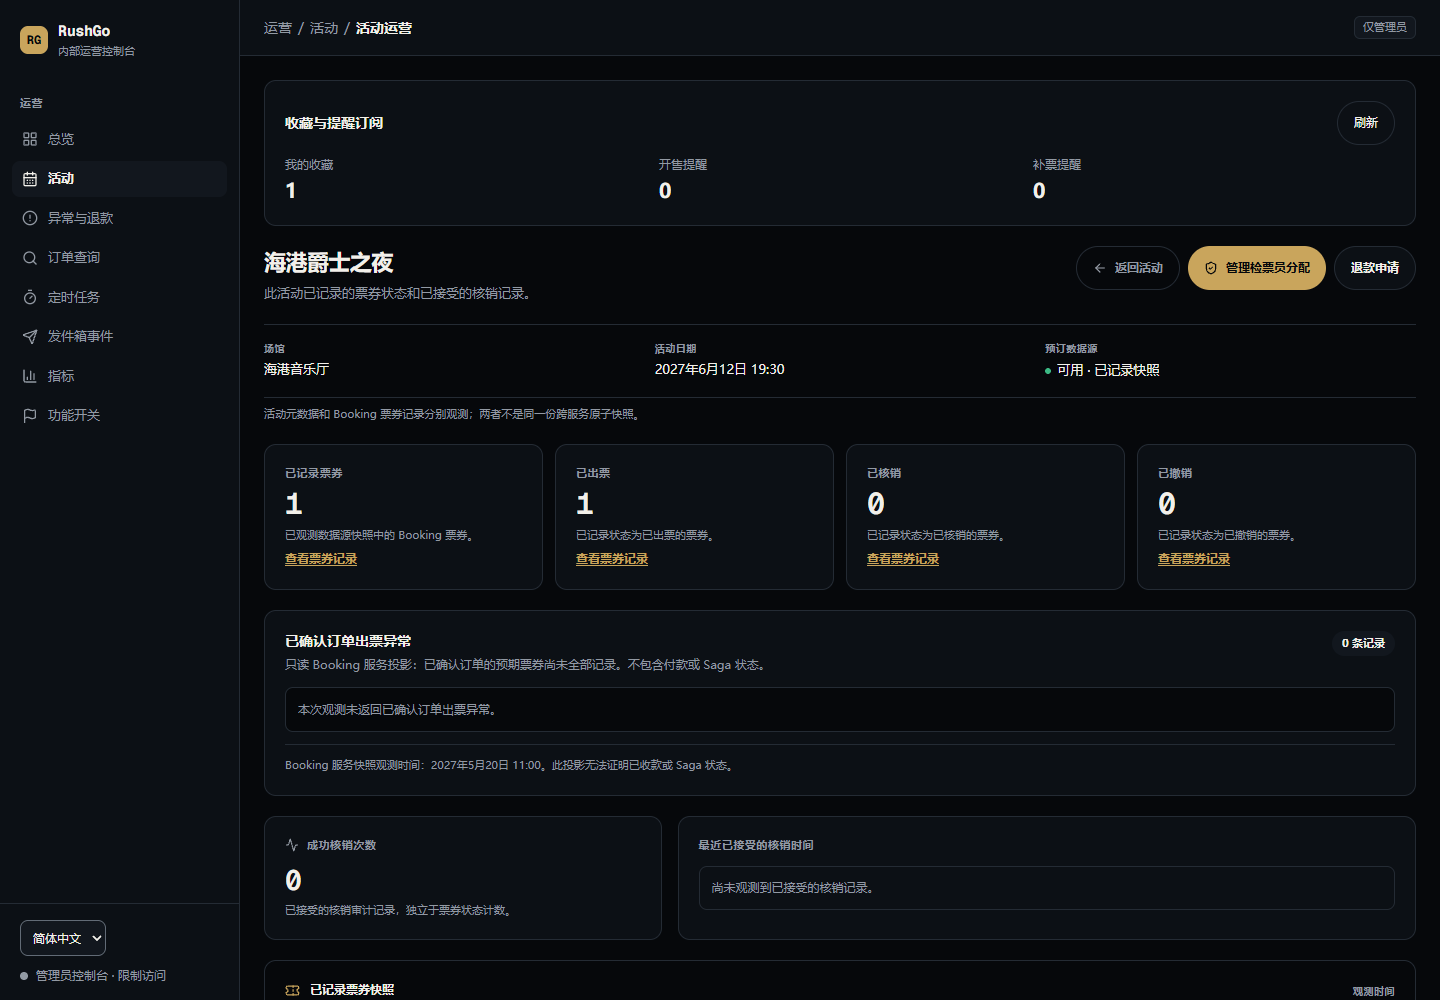 RG
RushGo
内部运营控制台
运营
总览
活动
异常与退款
订单查询
定时任务
发件箱事件
指标
功能开关
简体中文
管理员控制台 · 限制访问
运营 / 活动 / 活动运营
仅管理员
收藏与提醒订阅
刷新
我的收藏
1
开售提醒
0
补票提醒
0
海港爵士之夜
此活动已记录的票券状态和已接受的核销记录。
返回活动
管理检票员分配
退款申请
场馆
海港音乐厅
活动日期
2027年6月12日 19:30
预订数据源
可用 · 已记录快照
活动元数据和 Booking 票券记录分别观测；两者不是同一份跨服务原子快照。
已记录票券
1
已观测数据源快照中的 Booking 票券。
查看票券记录
已出票
1
已记录状态为已出票的票券。
查看票券记录
已核销
0
已记录状态为已核销的票券。
查看票券记录
已撤销
0
已记录状态为已撤销的票券。
查看票券记录
已确认订单出票异常
0 条记录
只读 Booking 服务投影：已确认订单的预期票券尚未全部记录。不包含付款或 Saga 状态。
本次观测未返回已确认订单出票异常。
Booking 服务快照观测时间：2027年5月20日 11:00。此投影无法证明已收款或 Saga 状态。
成功核销次数
0
已接受的核销审计记录，独立于票券状态计数。
最近已接受的核销时间
尚未观测到已接受的核销记录。
已记录票券快照
观测时间